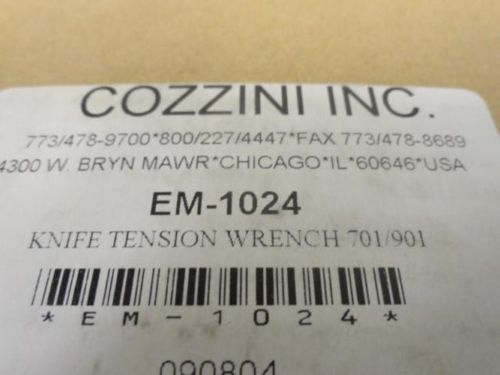 COZZINI INC.
773/478-9700*800/227/4447*FAX 773/478-8689
4300 W. BRYN MAWR*CHICAGO*IL*60646*USA
EM-1024
KNIFE TENSION WRENCH 701/901
*EM-1024*
090804